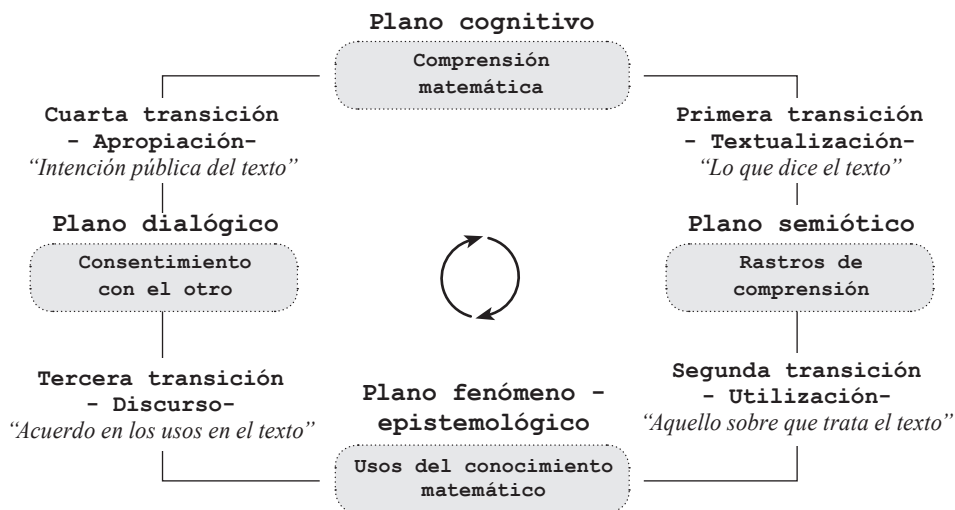 Plano cognitivo
Comprensión
matemática
Cuarta transición
- Apropiación-
“Intención pública del texto”
Primera transición
- Textualización-
“Lo que dice el texto”
Plano dialógico
Consentimiento
con el otro
Plano semiótico
Rastros de
comprensión
Tercera transición
- Discurso-
“Acuerdo en los usos en el texto”
Plano fenómeno -
epistemológico
Usos del conocimiento
matemático
Segunda transición
- Utilización-
“Aquello sobre que trata el texto”